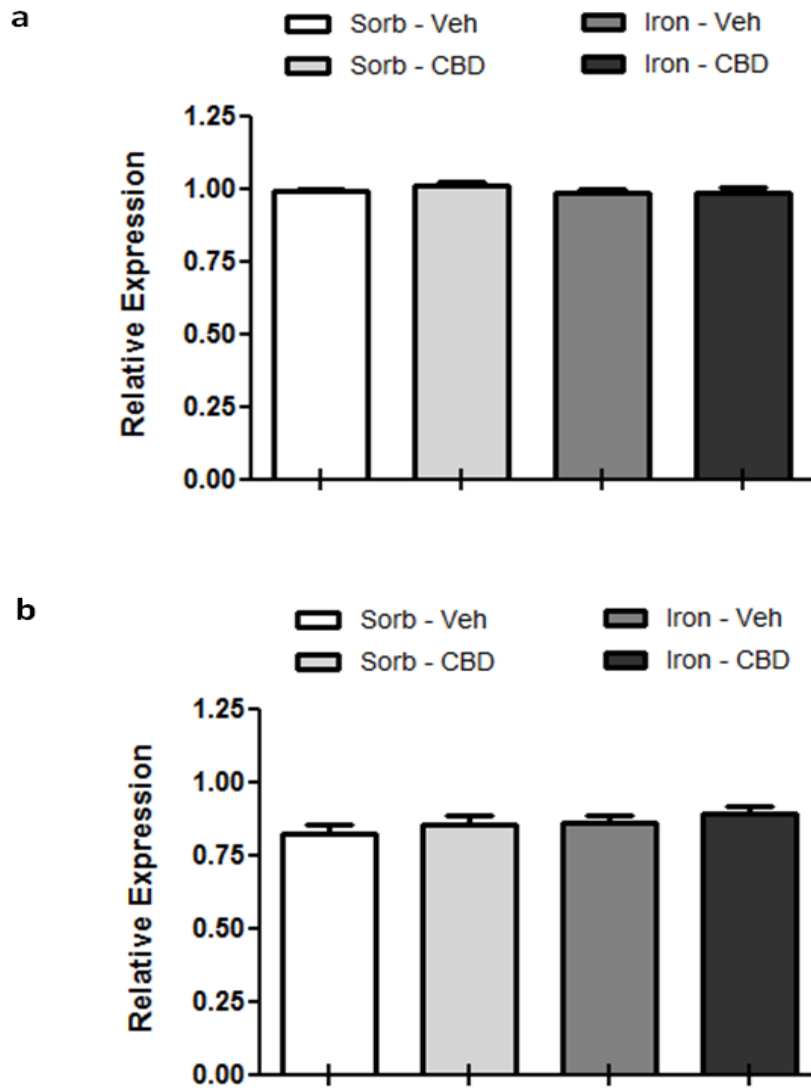 a
Sorb - Veh Iron - Veh
Sorb - CBD Iron - CBD
1.25
1.00
0.75
0.50
0.25
0.00
Relative Expression
b
Sorb - Veh Iron - Veh
Sorb - CBD Iron - CBD
1.25
1.00
0.75
0.50
0.25
0.00
Relative Expression